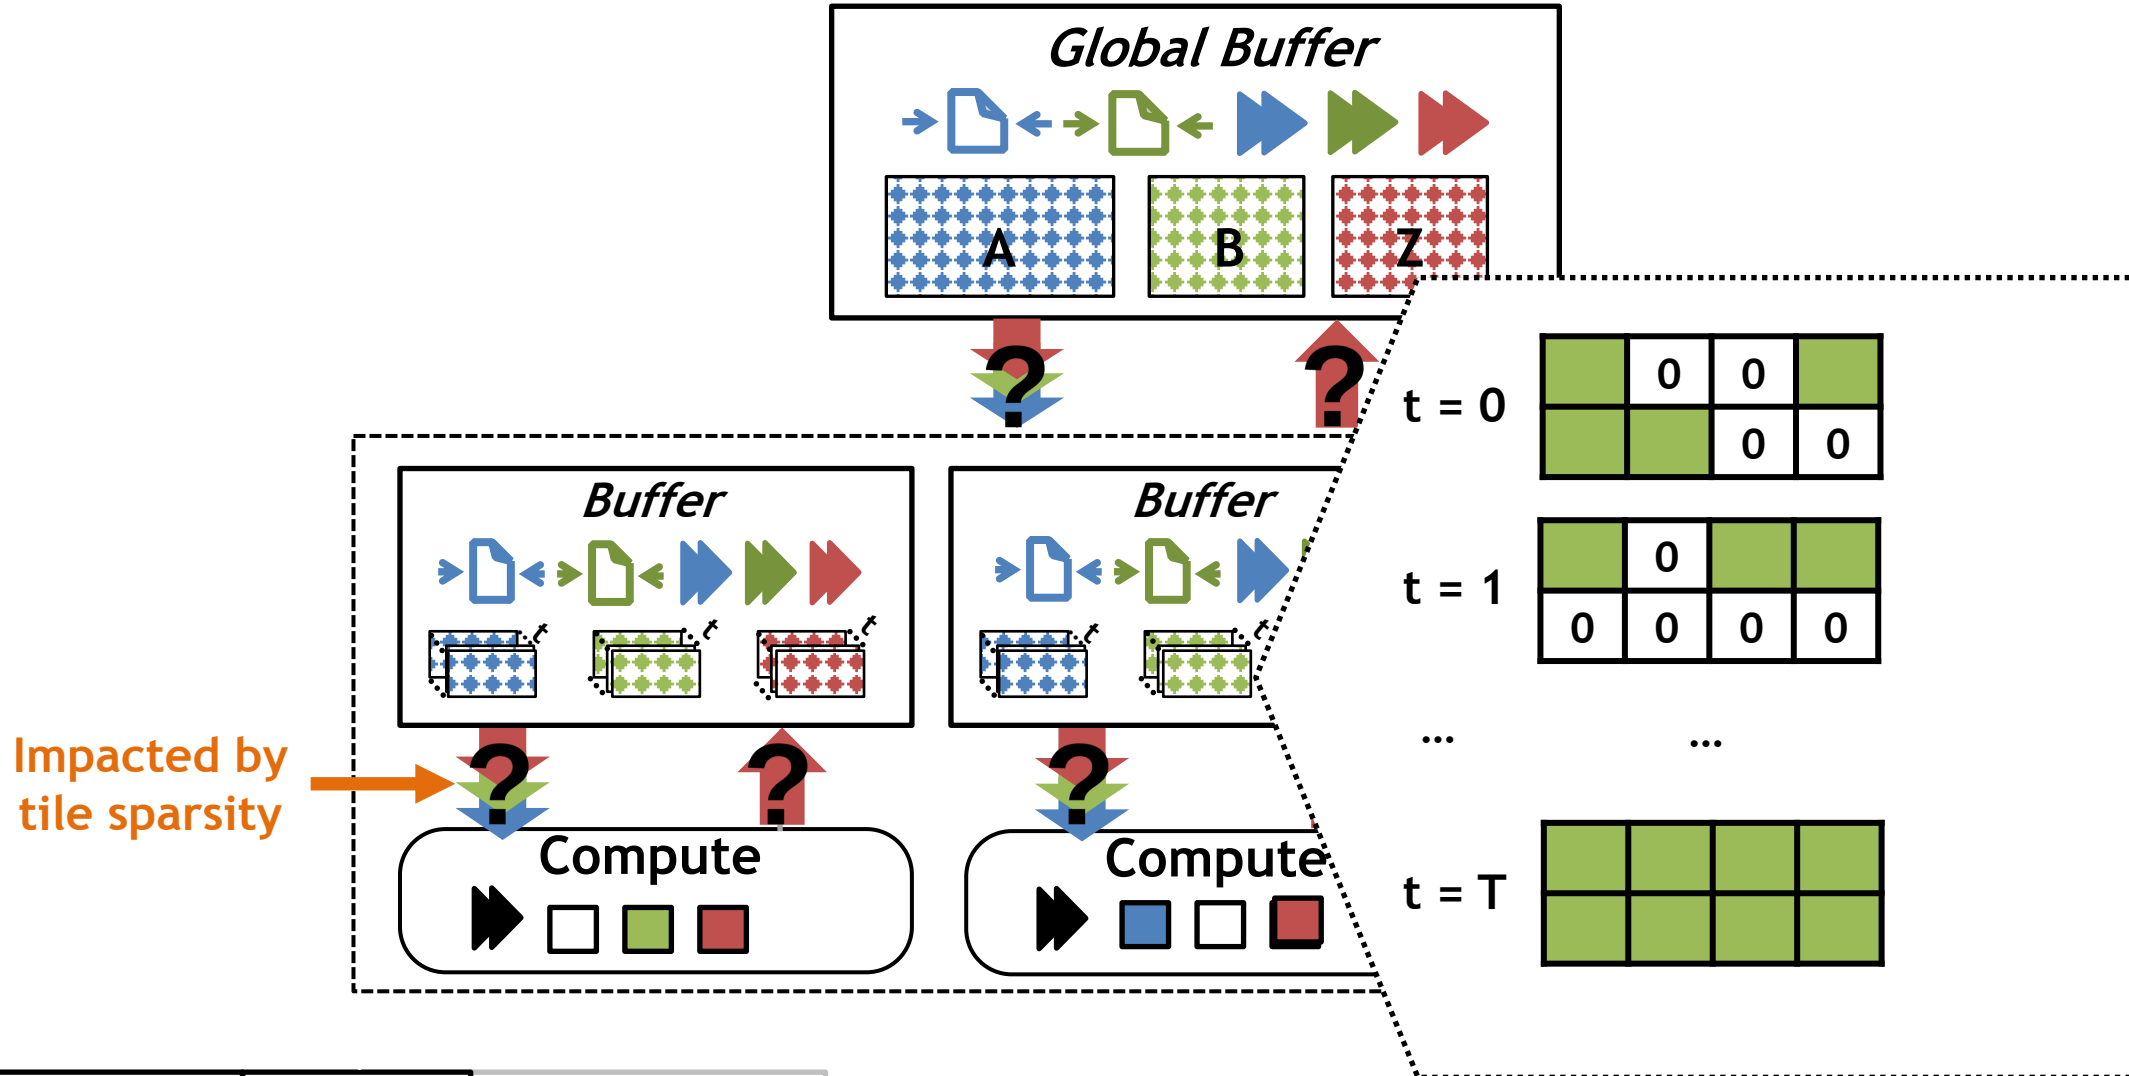 Global Buffer
A B Z
? ?
Buffer Buffer
t t t t t
Impacted by
tile sparsity
? ? ?
Compute Compute
t = 0
0 0
0 0
t = 1
0
0 0 0 0
... ...
t = T